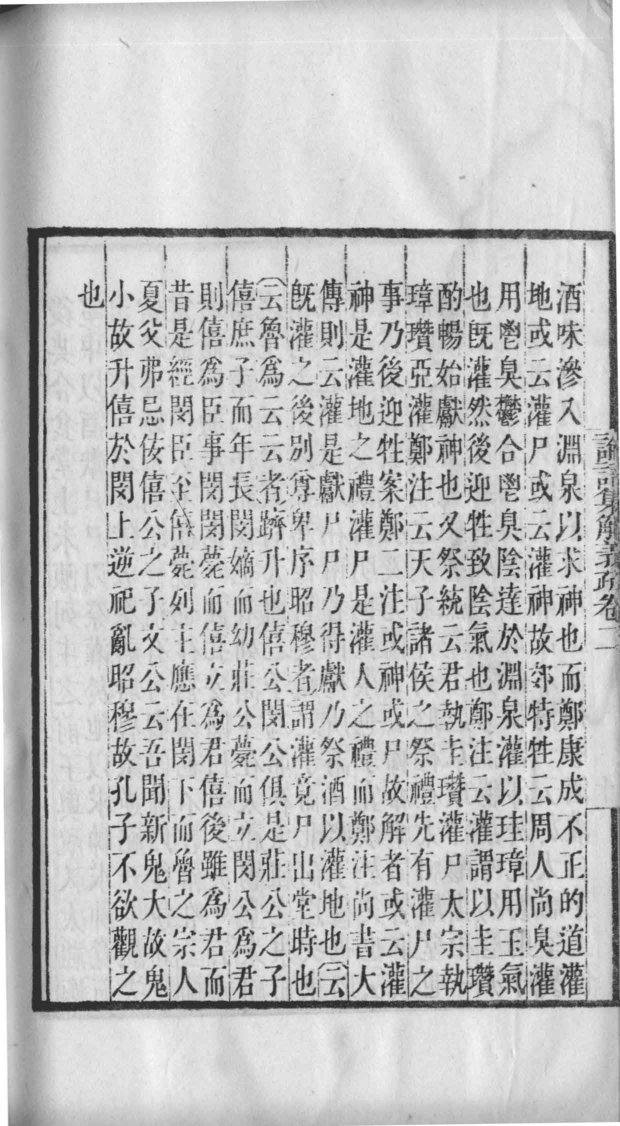 酒味滲入淵泉以求神也而鄭康成不正的道灌
地或云灌尸或云灌神故郊特牲云周人尚臭灌
用鬯臭鬱合鬯臭陰達於淵泉灌以珪璋用玉氣
也旣灌然後迎牲致陰氣也鄭注云灌謂以圭瓚
酌暢始獻神也又祭統云君執圭瓚灌尸太宗執
璋瓚亞灌鄭注云天子諸侯之祭禮先有灌尸之
事乃後迎牲案鄭二注或神或尸故解者或云灌
神是灌地之禮灌尸是灌人之禮而鄭注尚書大
傳則云灌是獻尸尸乃得獻乃祭酒以灌地也〔云
旣灌之後別尊卑序昭穆者謂灌竟尸出堂時也
〔云魯爲云云者躋升也僖公閔公俱是莊公之子
僖庶子而年長閔嫡而幼莊公薨而立閔公爲君
則僖爲臣事閔閔薨而僖立爲君僖後雖爲君而
昔是經閔臣至僖薨列主應在閔下而魯之宗人
夏父弗忌佞僖公之子文公云吾聞新鬼大故鬼
小故升僖於閔上逆祀亂昭穆故孔子不欲觀之
也
論語集解義疏卷二